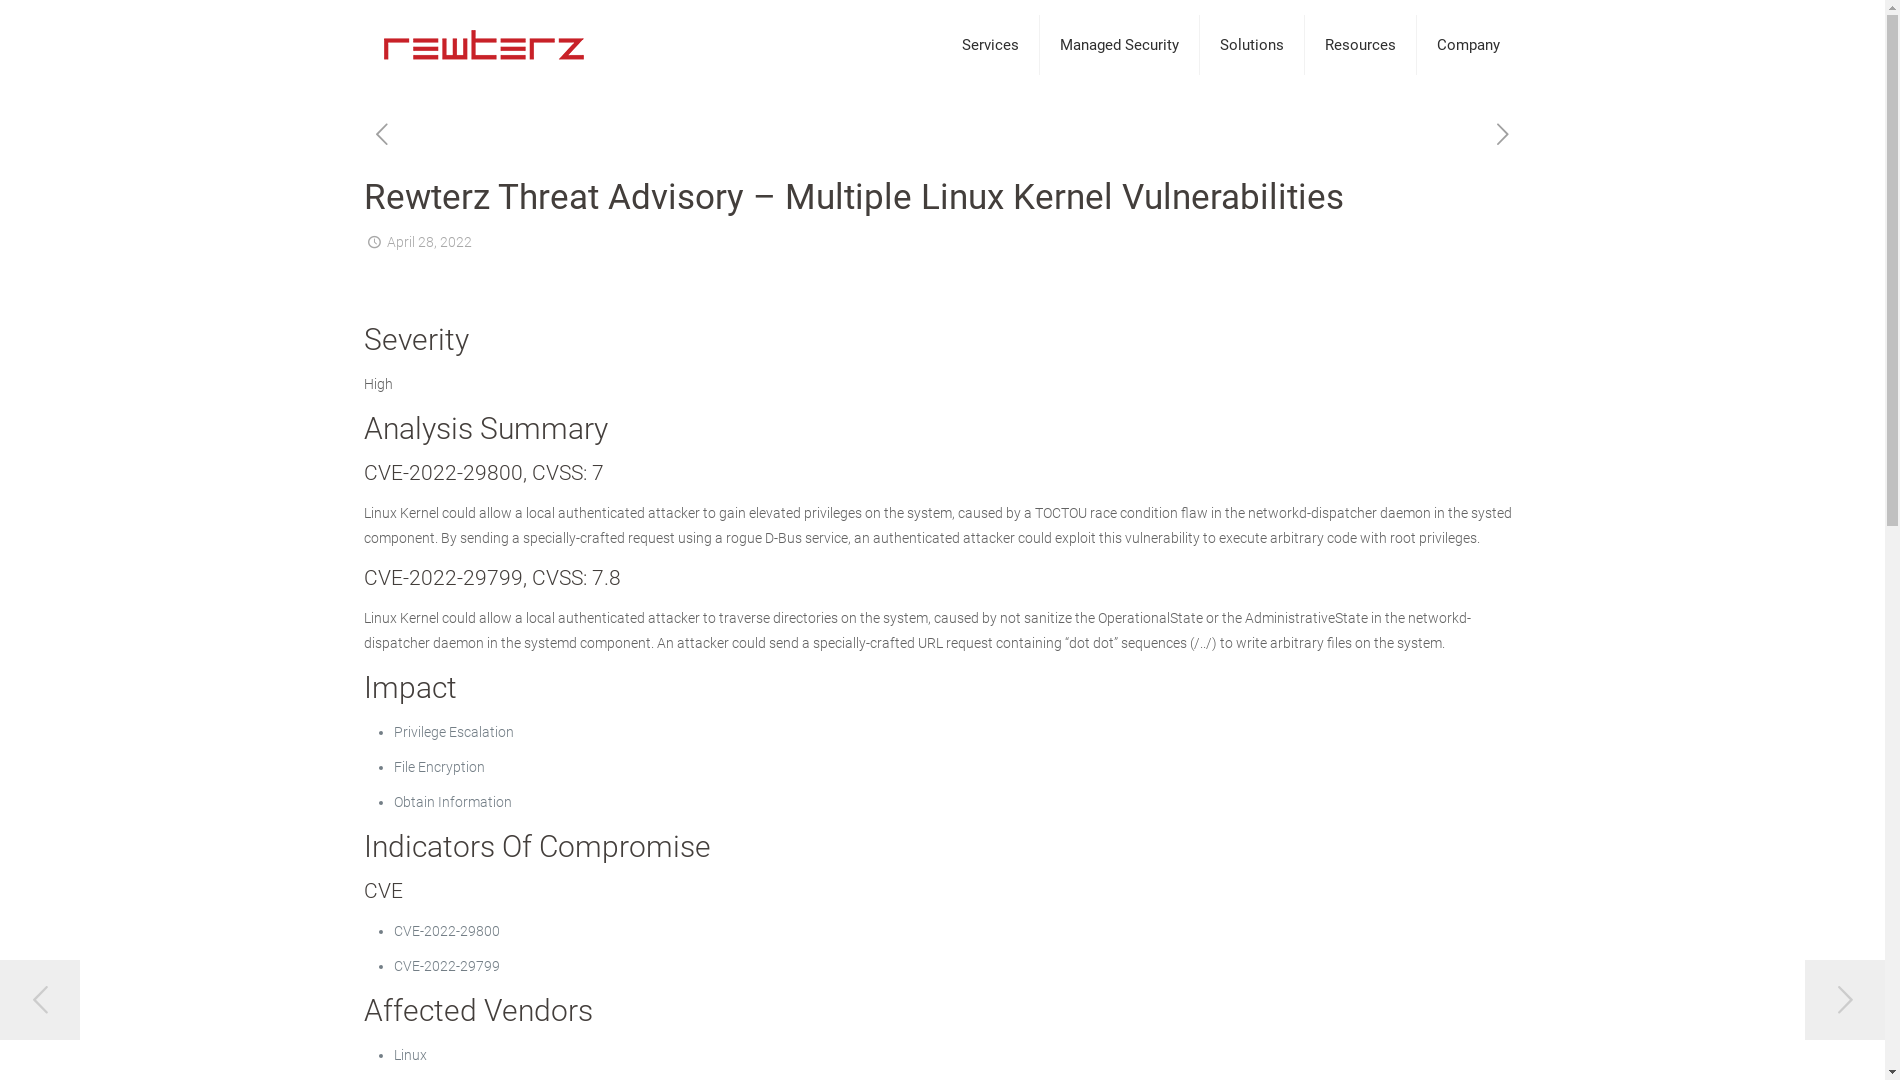 rewterz
Services
Managed Security
Solutions
Resources
Company
Rewterz Threat Advisory – Multiple Linux Kernel Vulnerabilities
April 28, 2022
Severity
High
Analysis Summary
CVE-2022-29800, CVSS: 7
Linux Kernel could allow a local authenticated attacker to gain elevated privileges on the system, caused by a TOCTOU race condition flaw in the networkd-dispatcher daemon in the systed
component. By sending a specially-crafted request using a rogue D-Bus service, an authenticated attacker could exploit this vulnerability to execute arbitrary code with root privileges.
CVE-2022-29799, CVSS: 7.8
Linux Kernel could allow a local authenticated attacker to traverse directories on the system, caused by not sanitize the OperationalState or the AdministrativeState in the networkd-
dispatcher daemon in the systemd component. An attacker could send a specially-crafted URL request containing “dot dot” sequences (/../) to write arbitrary files on the system.
Impact
Privilege Escalation
File Encryption
Obtain Information
Indicators Of Compromise
CVE
CVE-2022-29800
CVE-2022-29799
Affected Vendors
Linux